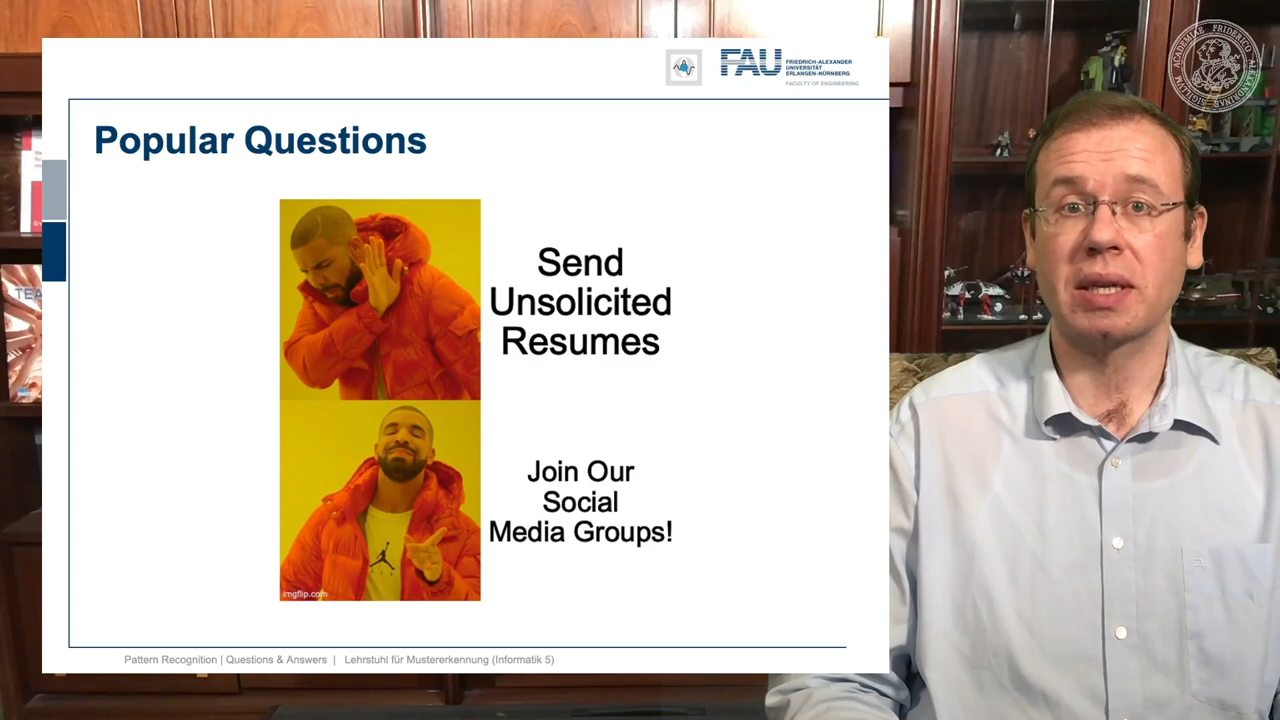 FAU
FRIEDRICH-ALEXANDER
UNIVERSITÄT
ERLANGEN-NÜRNBERG
FACULTY OF ENGINEERING
Popular Questions
Send
Unsolicited
Resumes
Join Our
Social
Media Groups!
imgflip.com
Pattern Recognition | Questions & Answers | Lehrstuhl für Mustererkennung (Informatik 5)
TEA